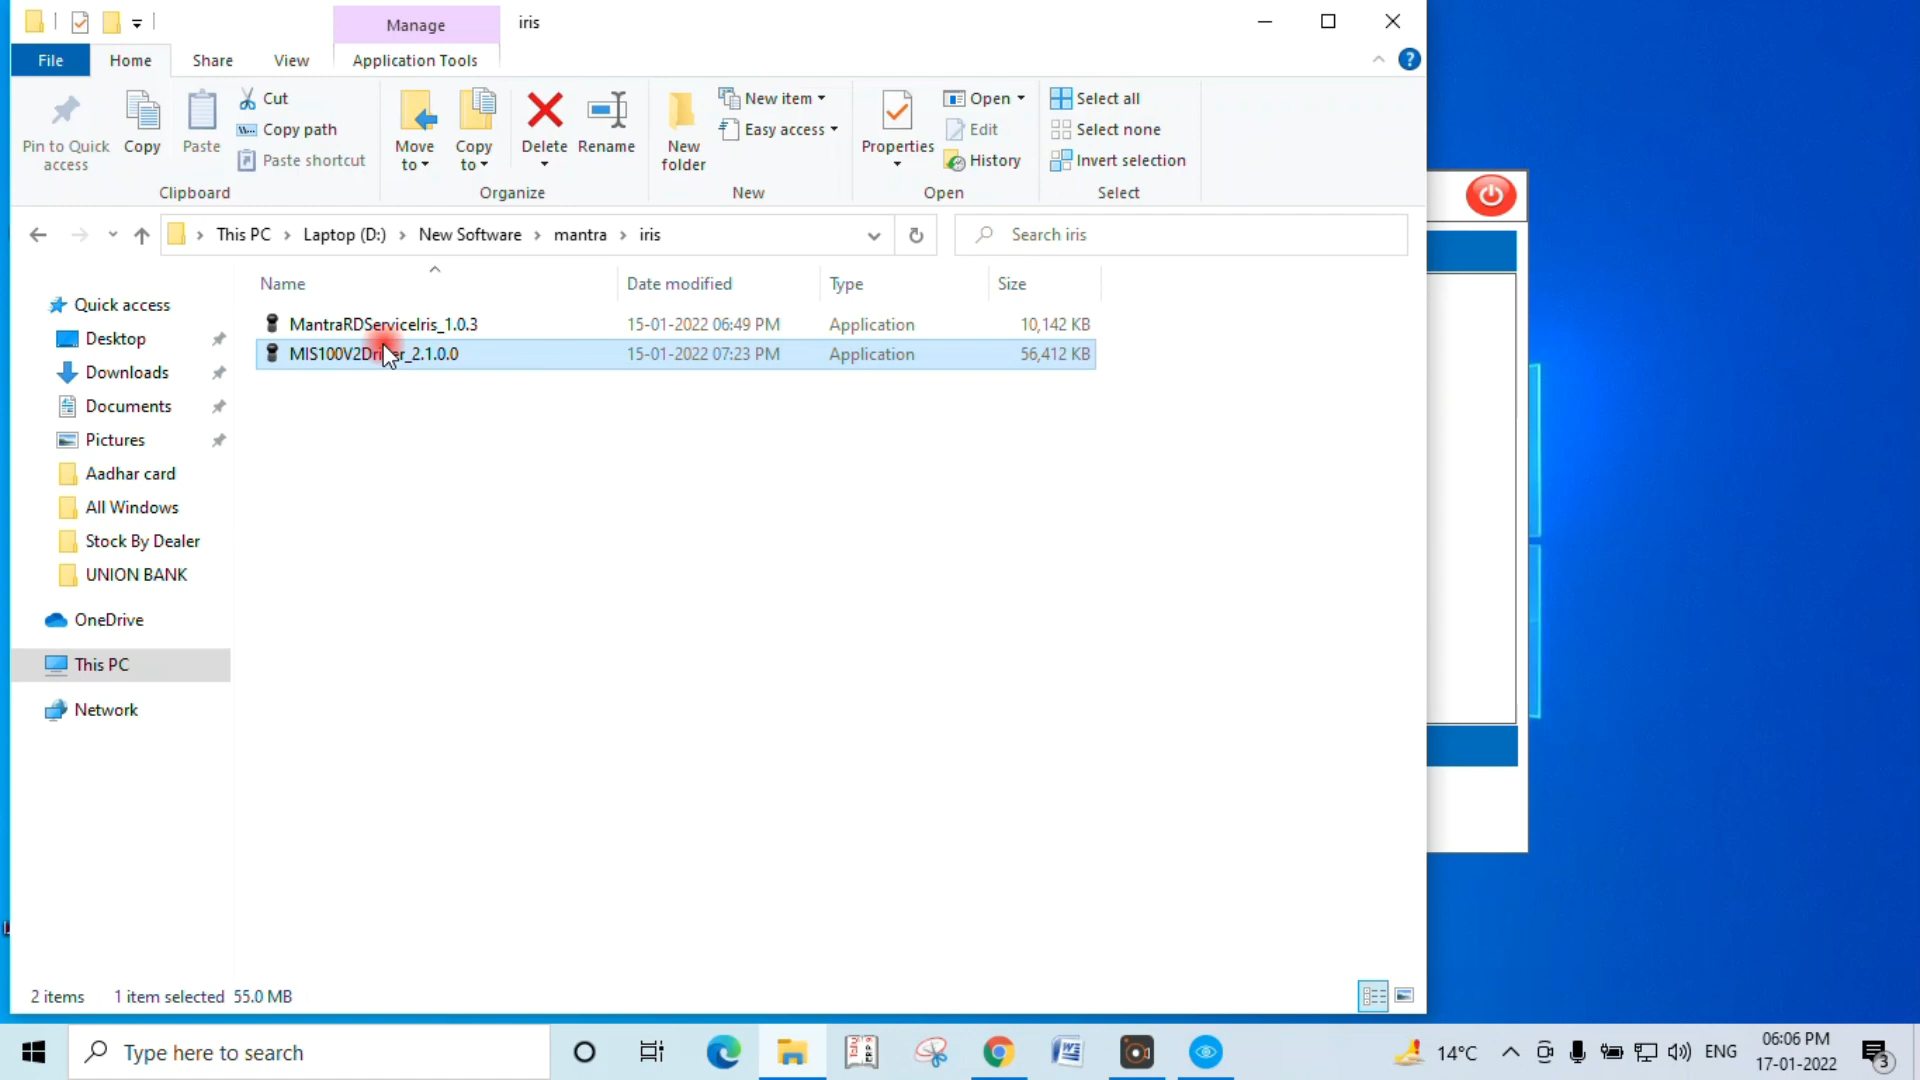 Manage
iris
File
Home
Share
View
Application Tools
Pin to Quick access
Copy
Paste
Cut
Copy path
Paste shortcut
Clipboard
Move to
Copy to
Delete
Rename
Organize
New folder
New item
Easy access
New
Properties
Open
Edit
History
Open
Select all
Select none
Invert selection
Select
This PC
Laptop (D:)
New Software
mantra
iris
Search iris
Name
Date modified
Type
Size
MantraRDServiceIris_1.0.3 15-01-2022 06:49 PM Application 10,142 KB
MIS100V2Driver_2.1.0.0 15-01-2022 07:23 PM Application 56,412 KB
Quick access
Desktop
Downloads
Documents
Pictures
Aadhar card
All Windows
Stock By Dealer
UNION BANK
OneDrive
This PC
Network
2 items 1 item selected 55.0 MB
Type here to search
14°C
ENG
06:06 PM
17-01-2022
3